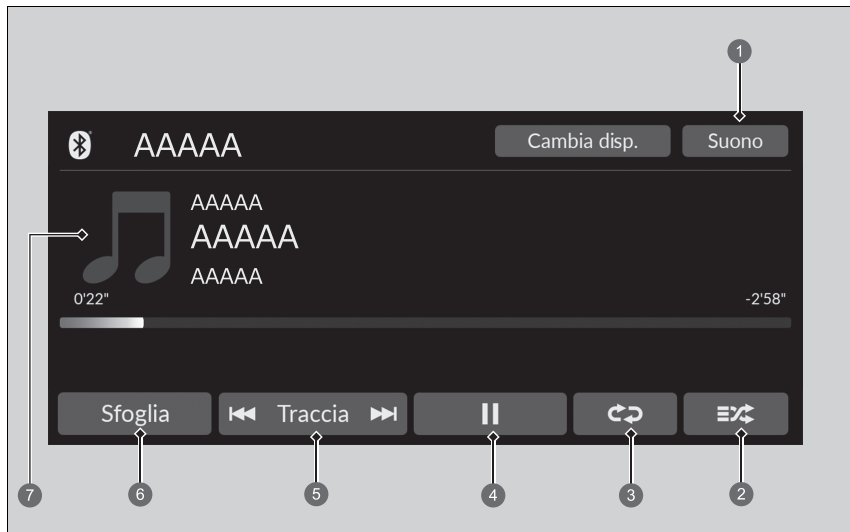 1
AAAAA Cambia disp. Suono
AAAAA
AAAAA
AAAAA
0'22" -2'58"
Sfoglia Traccia
7 6 5 4 3 2